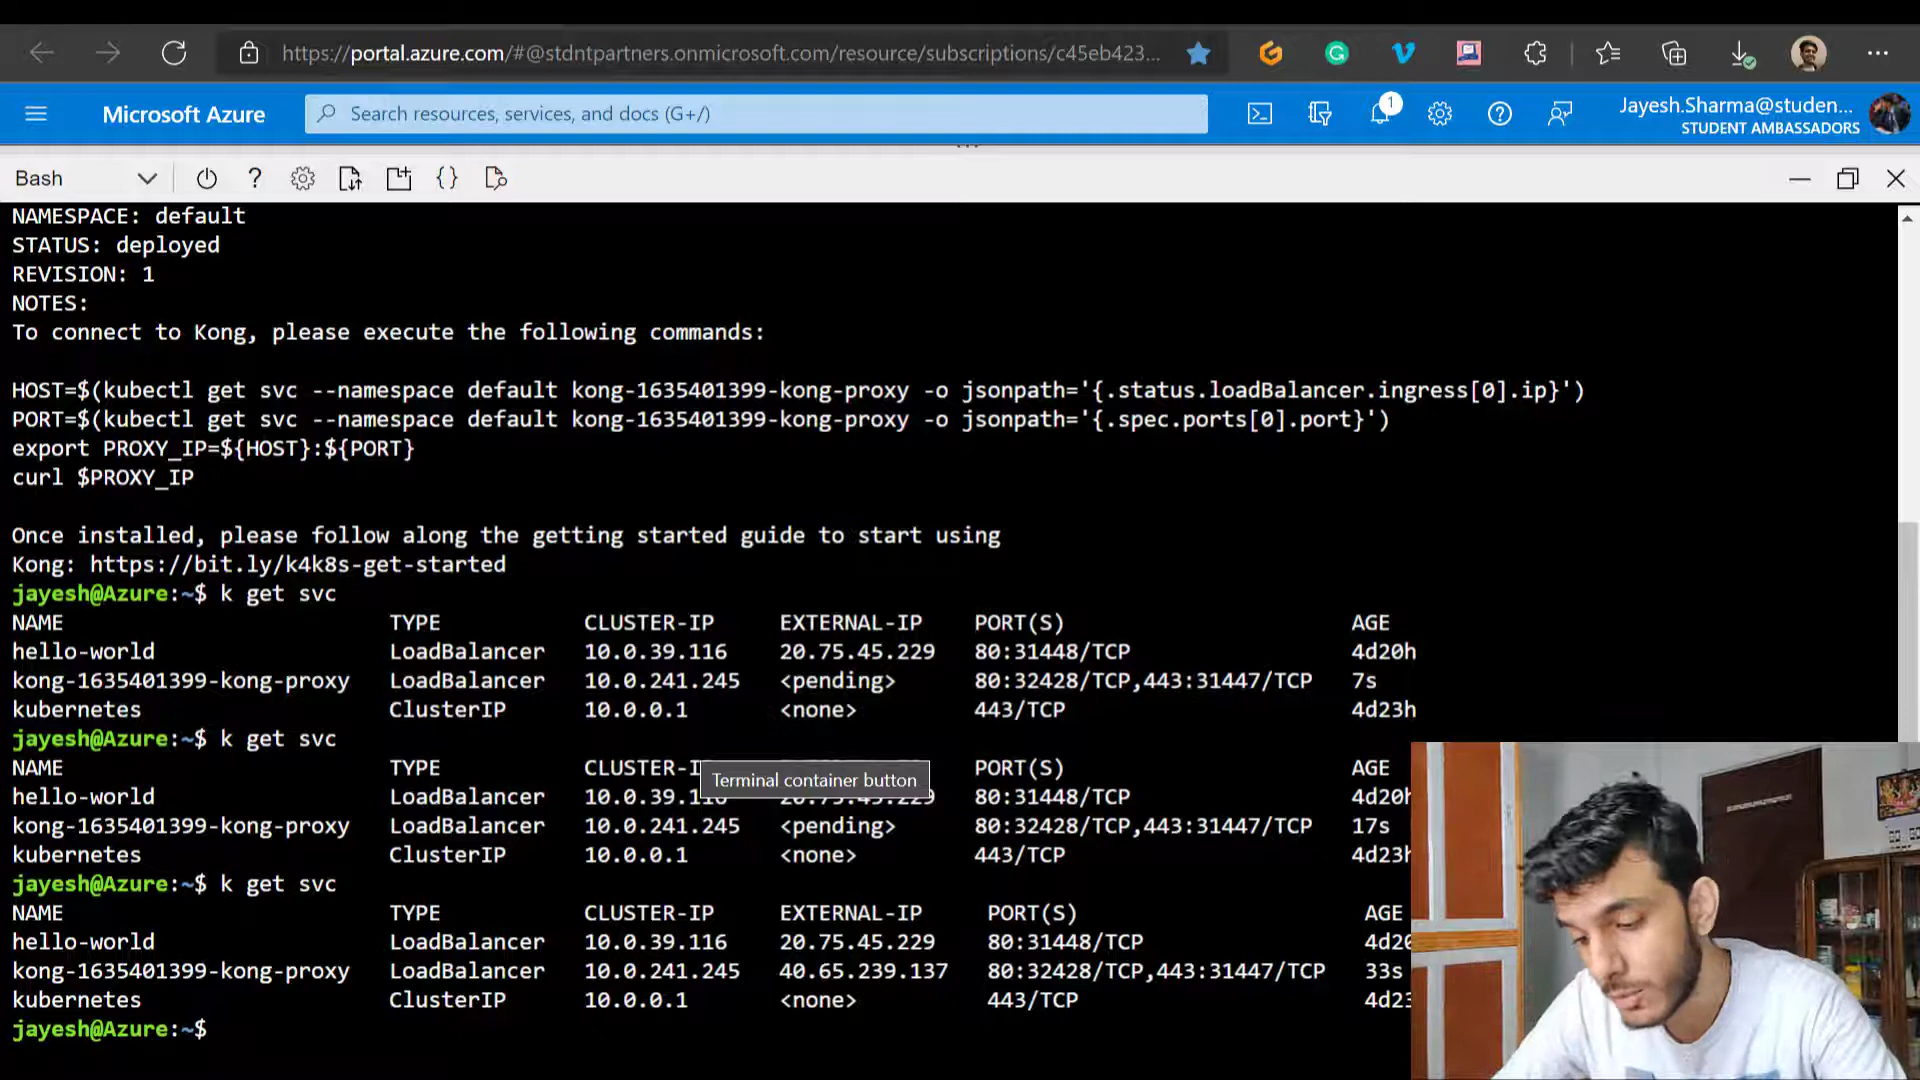 https://portal.azure.com/#@stdntpartners.onmicrosoft.com/resource/subscriptions/c45eb423...
Microsoft Azure
Search resources, services, and docs (G+/)
1
Jayesh.Sharma@studen...
STUDENT AMBASSADORS
Bash
NAMESPACE: default
STATUS: deployed
REVISION: 1
NOTES:
To connect to Kong, please execute the following commands:
HOST=$(kubectl get svc --namespace default kong-1635401399-kong-proxy -o jsonpath='{.status.loadBalancer.ingress[0].ip}')
PORT=$(kubectl get svc --namespace default kong-1635401399-kong-proxy -o jsonpath='{.spec.ports[0].port}')
export PROXY_IP=${HOST}:${PORT}
curl $PROXY_IP
Once installed, please follow along the getting started guide to start using
Kong: https://bit.ly/k4k8s-get-started
jayesh@Azure:~$ k get svc
NAME TYPE CLUSTER-IP EXTERNAL-IP PORT(S) AGE
hello-world LoadBalancer 10.0.39.116 20.75.45.229 80:31448/TCP 4d20h
kong-1635401399-kong-proxy LoadBalancer 10.0.241.245 <pending> 80:32428/TCP,443:31447/TCP 7s
kubernetes ClusterIP 10.0.0.1 <none> 443/TCP 4d23h
jayesh@Azure:~$ k get svc
NAME TYPE CLUSTER-I PORT(S) AGE
Terminal container button
hello-world LoadBalancer 10.0.39.116 20.75.45.229 80:31448/TCP 4d20h
kong-1635401399-kong-proxy LoadBalancer 10.0.241.245 <pending> 80:32428/TCP,443:31447/TCP 17s
kubernetes ClusterIP 10.0.0.1 <none> 443/TCP 4d23h
jayesh@Azure:~$ k get svc
NAME TYPE CLUSTER-IP EXTERNAL-IP PORT(S) AGE
hello-world LoadBalancer 10.0.39.116 20.75.45.229 80:31448/TCP 4d20
kong-1635401399-kong-proxy LoadBalancer 10.0.241.245 40.65.239.137 80:32428/TCP,443:31447/TCP 33s
kubernetes ClusterIP 10.0.0.1 <none> 443/TCP 4d23
jayesh@Azure:~$